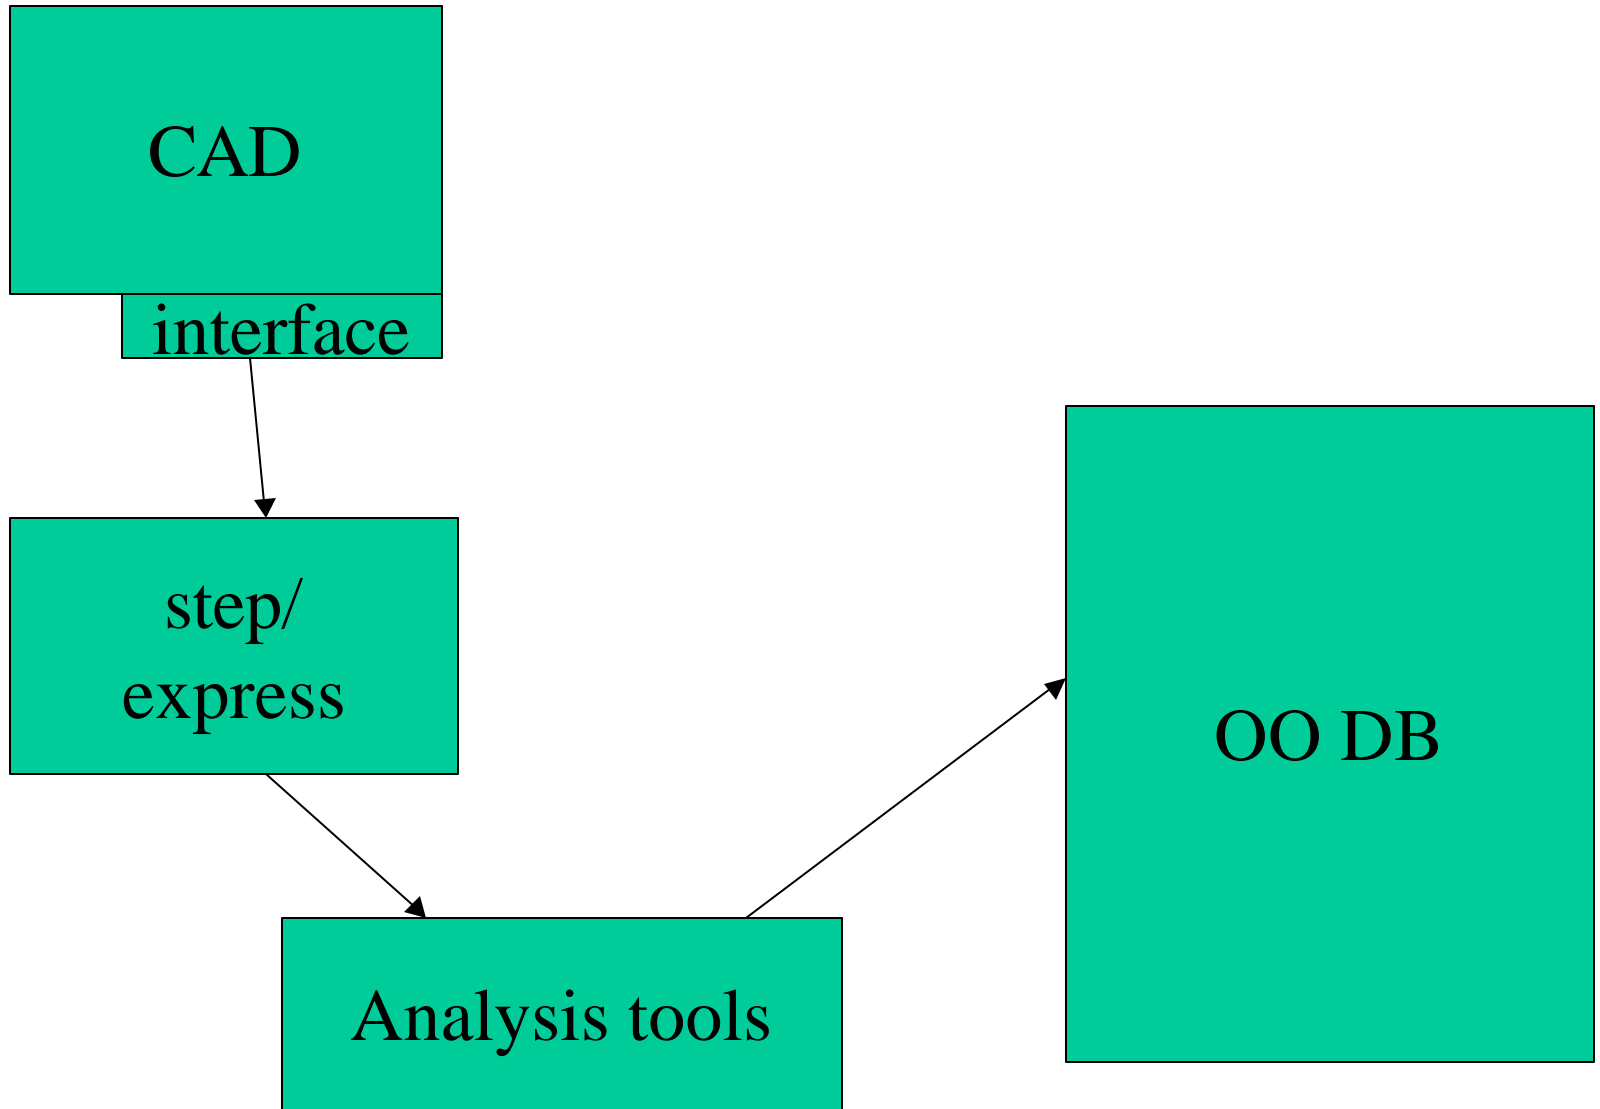 CAD
interface
step/
express
OO DB
Analysis tools